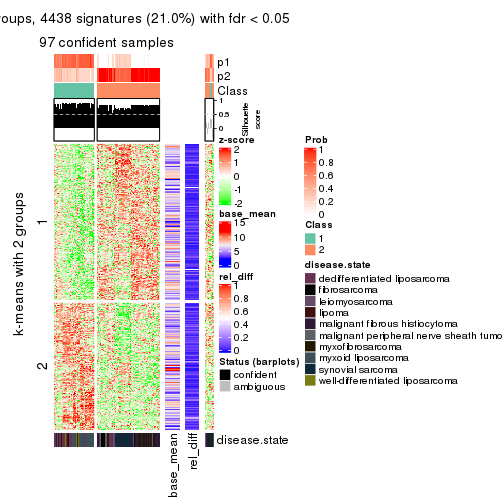 oups, 4438 signatures (21.0%) with fdr < 0.05
97 confident samples
p1
p2
Class
1
0.5
0
Silhouette
score
k-means with 2 groups
1
2
z-score
2
1
0
-1
-2
base_mean
15
10
5
0
rel_diff
1
0.8
0.6
0.4
0.2
0
Status (barplots)
confident
ambiguous
Prob
1
0.8
0.6
0.4
0.2
0
Class
1
2
disease.state
dedifferentiated liposarcoma
fibrosarcoma
leiomyosarcoma
lipoma
malignant fibrous histiocytoma
malignant peripheral nerve sheath tumo
myxofibrosarcoma
myxoid liposarcoma
synovial sarcoma
well-differentiated liposarcoma
disease.state
base_mean
rel_diff